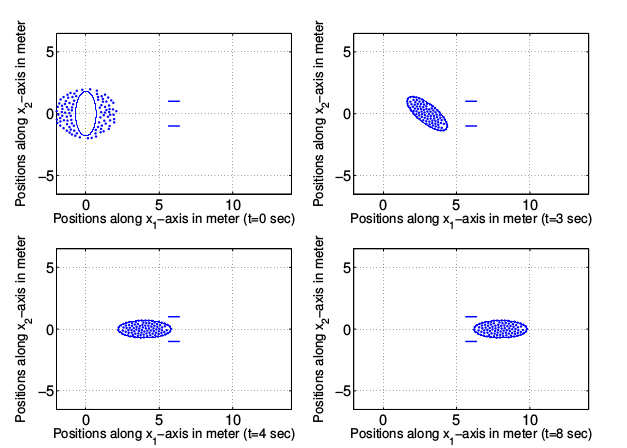 Positions along x2-axis in meter
5
0
-5
0 5 10
Positions along x1-axis in meter (t=0 sec)
Positions along x2-axis in meter
5
0
-5
0 5 10
Positions along x1-axis in meter (t=3 sec)
Positions along x2-axis in meter
5
0
-5
0 5 10
Positions along x1-axis in meter (t=4 sec)
Positions along x2-axis in meter
5
0
-5
0 5 10
Positions along x1-axis in meter (t=8 sec)